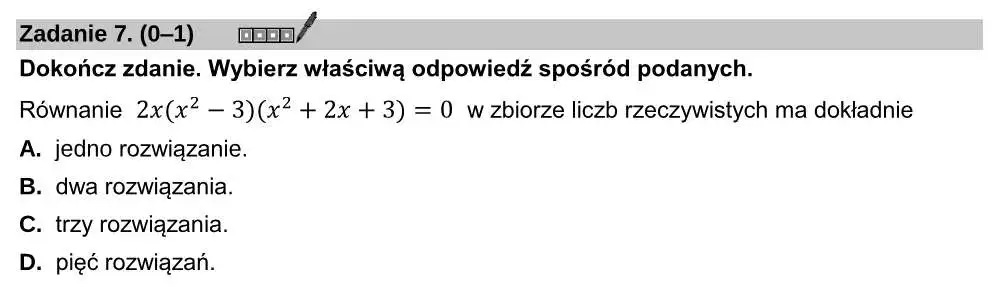 Zadanie 7. (0–1)
Dokończ zdanie. Wybierz właściwą odpowiedź spośród podanych.
Równanie 2x(x² − 3)(x² + 2x + 3) = 0 w zbiorze liczb rzeczywistych ma dokładnie
A. jedno rozwiązanie.
B. dwa rozwiązania.
C. trzy rozwiązania.
D. pięć rozwiązań.